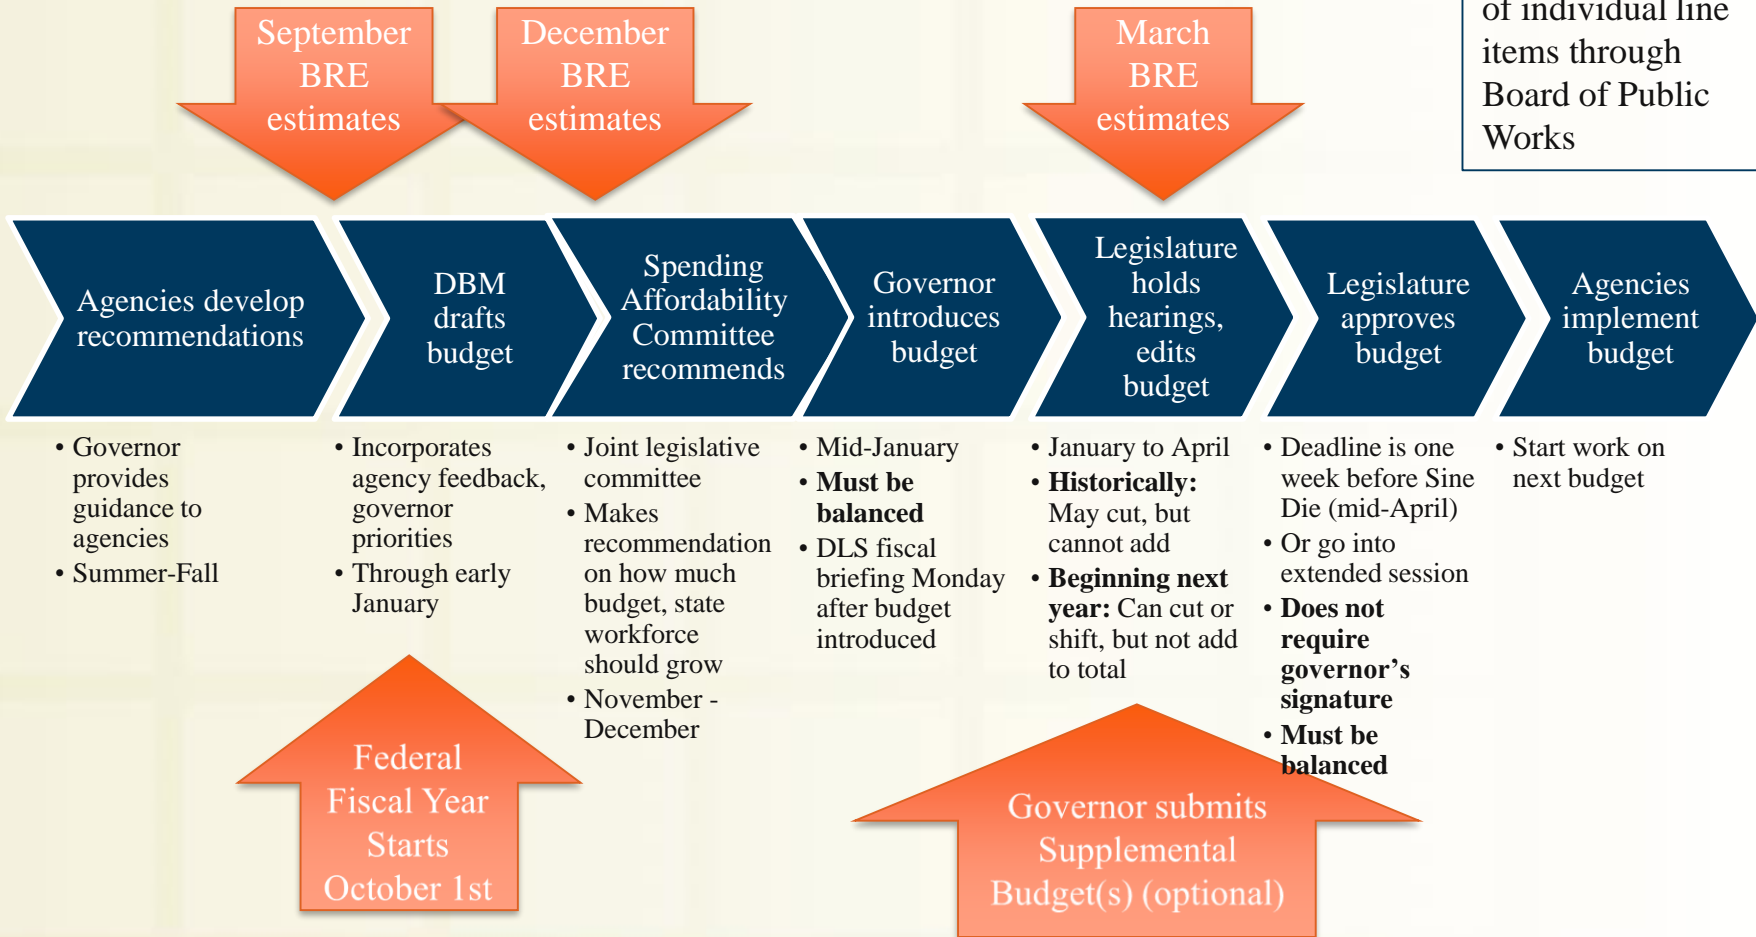 September
BRE
estimates
December
BRE
estimates
March
BRE
estimates
of individual line
items through
Board of Public
Works
Agencies develop
recommendations
DBM
drafts
budget
Spending
Affordability
Committee
recommends
Governor
introduces
budget
Legislature
holds
hearings,
edits
budget
Legislature
approves
budget
Agencies
implement
budget
• Governor
provides
guidance to
agencies
• Summer-Fall
• Incorporates
agency feedback,
governor
priorities
• Through early
January
• Joint legislative
committee
• Makes
recommendation
on how much
budget, state
workforce
should grow
• November -
December
• Mid-January
• Must be
balanced
• DLS fiscal
briefing Monday
after budget
introduced
• January to April
• Historically:
May cut, but
cannot add
• Beginning next
year: Can cut or
shift, but not add
to total
• Deadline is one
week before Sine
Die (mid-April)
• Or go into
extended session
• Does not
require
governor’s
signature
• Must be
balanced
• Start work on
next budget
Federal
Fiscal Year
Starts
October 1st
Governor submits
Supplemental
Budget(s) (optional)